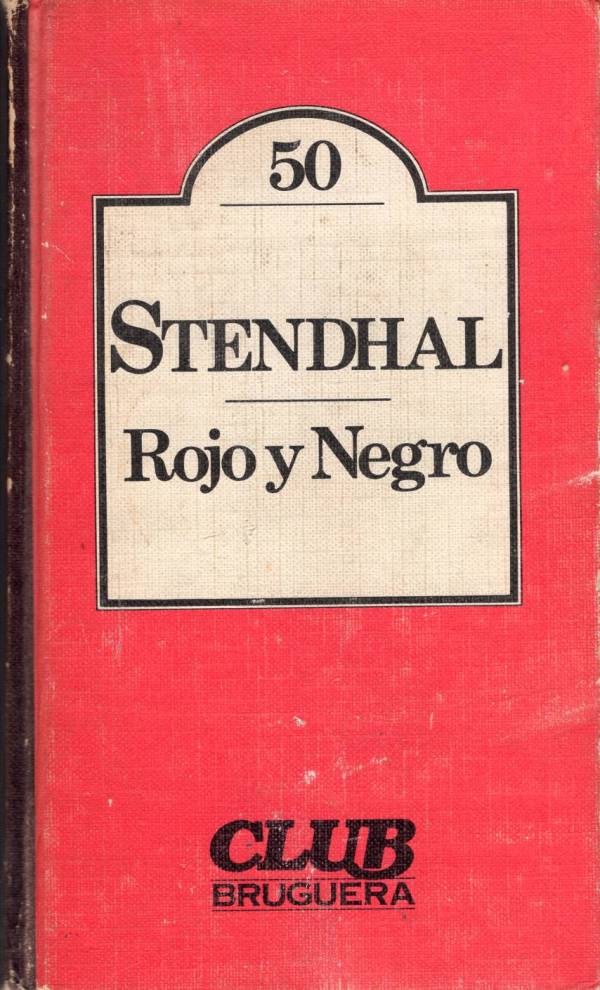 50
STENDHAL
Rojo y Negro
CLUB
BRUGUERA